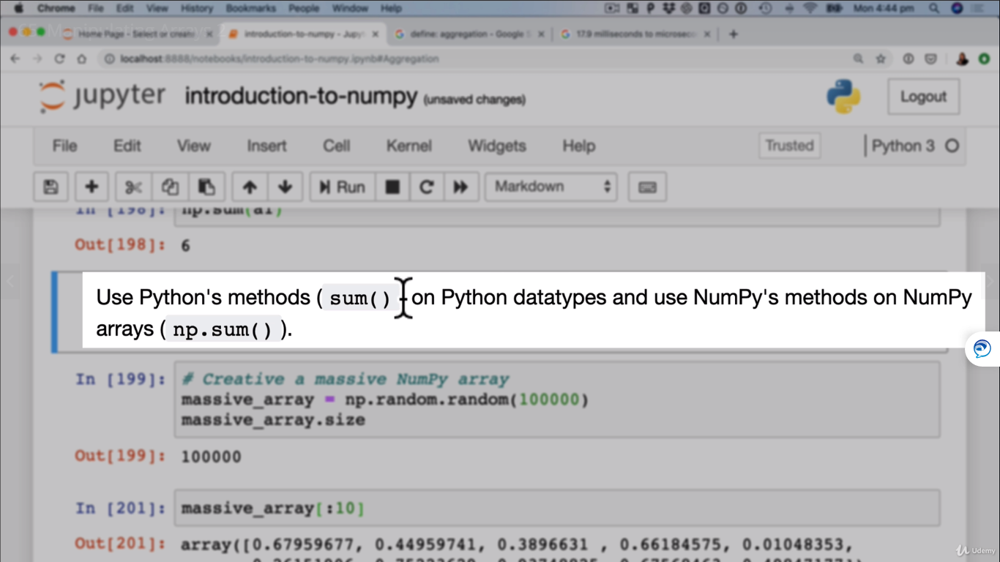 Chrome File Edit View History Bookmarks People Window Help Mon 4:44 pm
Manipulating Arrays 2
Home Page - Select or create introduction-to-numpy - Jupyt define: aggregation - Google S 17.9 milliseconds to microsec
localhost:8888/notebooks/introduction-to-numpy.ipynb#Aggregation
jupyter introduction-to-numpy (unsaved changes) Logout
File Edit View Insert Cell Kernel Widgets Help Trusted Python 3
Run Markdown
In [198]: np.sum(a1)
Out[198]: 6
Use Python's methods ( sum() on Python datatypes and use NumPy's methods on NumPy
arrays ( np.sum() ).
In [199]: # Creative a massive NumPy array
massive_array = np.random.random(100000)
massive_array.size
Out[199]: 100000
In [201]: massive_array[:10]
Out[201]: array([0.67959677, 0.44959741, 0.3896631 , 0.66184575, 0.01048353,
Udemy